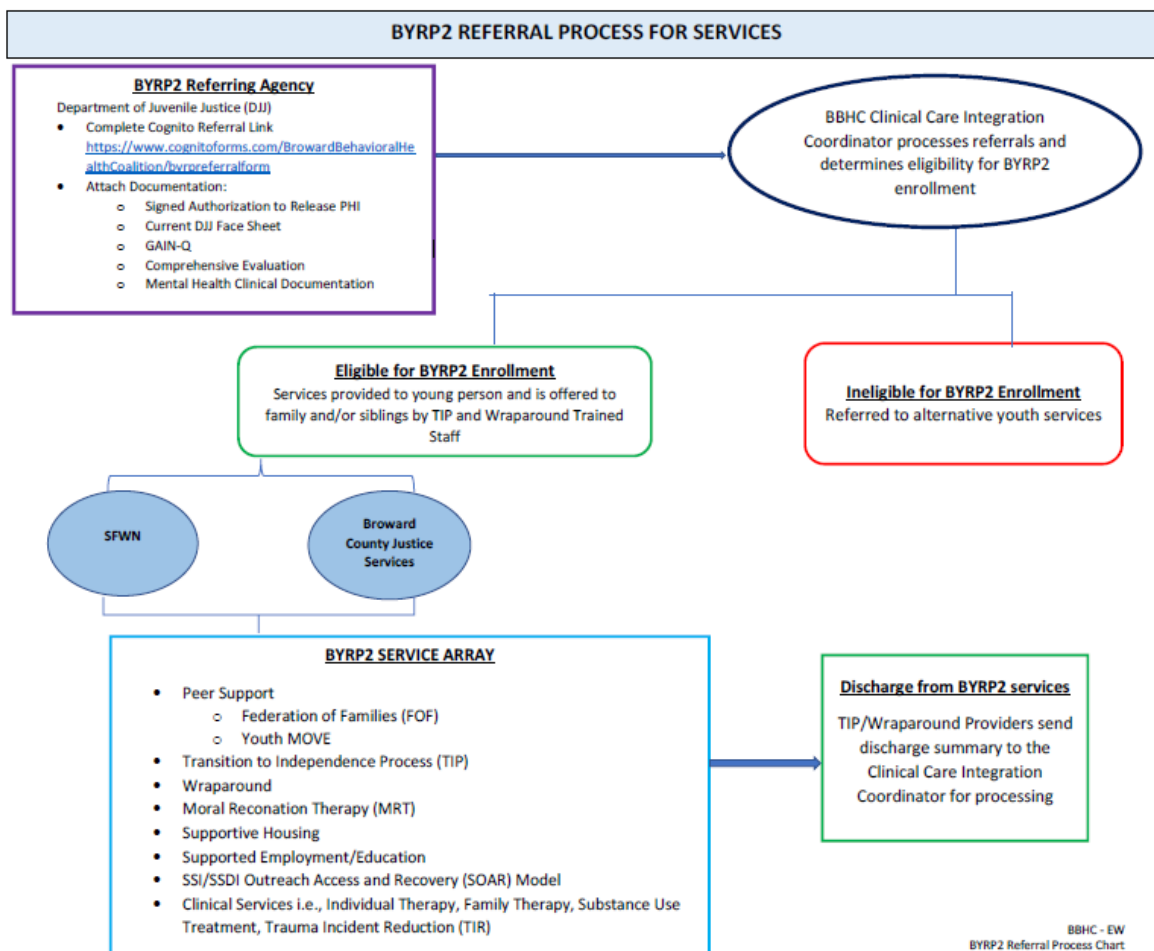 BYRP2 REFERRAL PROCESS FOR SERVICES
BYRP2 Referring Agency
Department of Juvenile Justice (DJJ)
• Complete Cognito Referral Link
https://www.cognitoforms.com/BrowardBehavioralHe
althCoalition/byrpreferralform
• Attach Documentation:
o Signed Authorization to Release PHI
o Current DJJ Face Sheet
o GAIN-Q
o Comprehensive Evaluation
o Mental Health Clinical Documentation
BBHC Clinical Care Integration
Coordinator processes referrals and
determines eligibility for BYRP2
enrollment
Eligible for BYRP2 Enrollment
Services provided to young person and is offered to
family and/or siblings by TIP and Wraparound Trained
Staff
Ineligible for BYRP2 Enrollment
Referred to alternative youth services
SFWN
Broward
County Justice
Services
BYRP2 SERVICE ARRAY
• Peer Support
o Federation of Families (FOF)
o Youth MOVE
• Transition to Independence Process (TIP)
• Wraparound
• Moral Reconation Therapy (MRT)
• Supportive Housing
• Supported Employment/Education
• SSI/SSDI Outreach Access and Recovery (SOAR) Model
• Clinical Services i.e., Individual Therapy, Family Therapy, Substance Use
Treatment, Trauma Incident Reduction (TIR)
Discharge from BYRP2 services
TIP/Wraparound Providers send
discharge summary to the
Clinical Care Integration
Coordinator for processing
BBHC - EW
BYRP2 Referral Process Chart